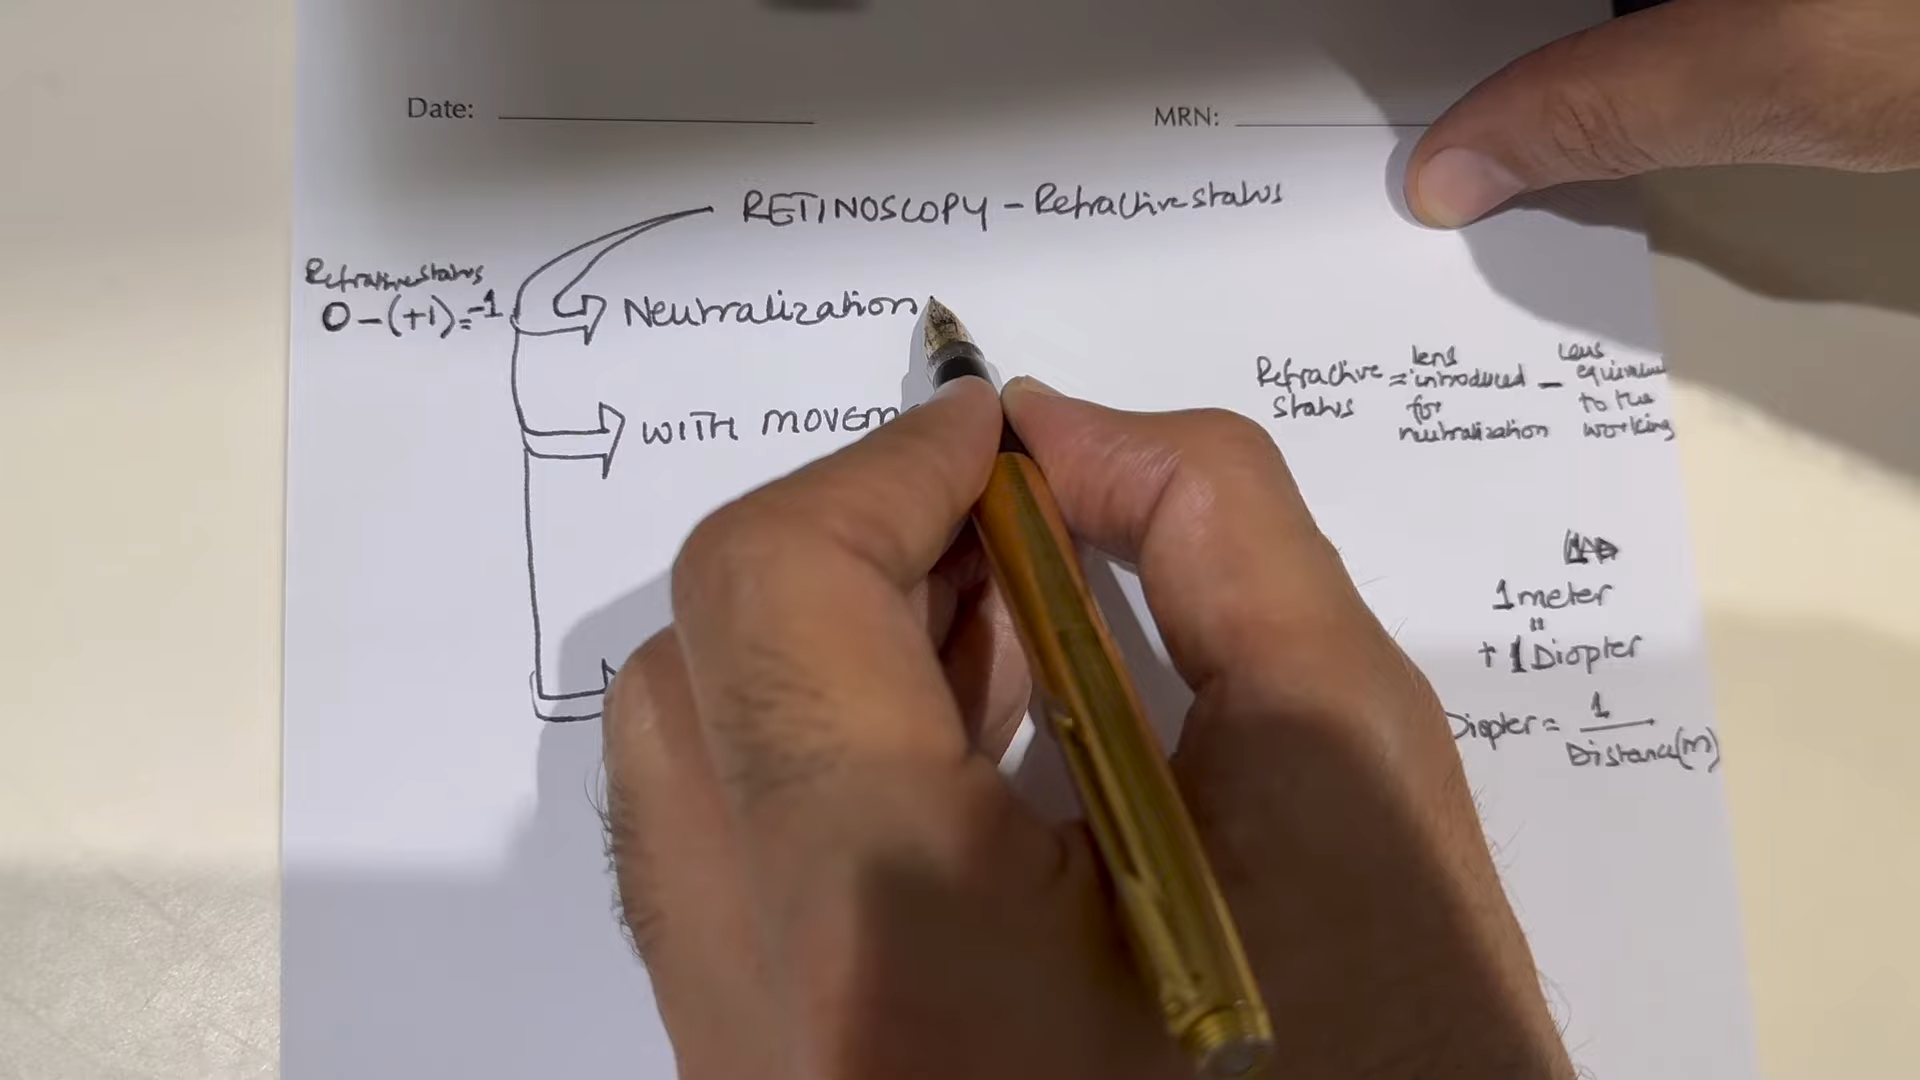 Date:
MRN:
RETINOSCOPY - Refractive status
Refractive status
0 - (+1) = -1
Neutralization
WITH MOVEM
Refractive status = lens introduced for neutralization - lens equivalent to the working
1 meter
"
+ 1 Diopter
Diopter = 1 / Distance(m)